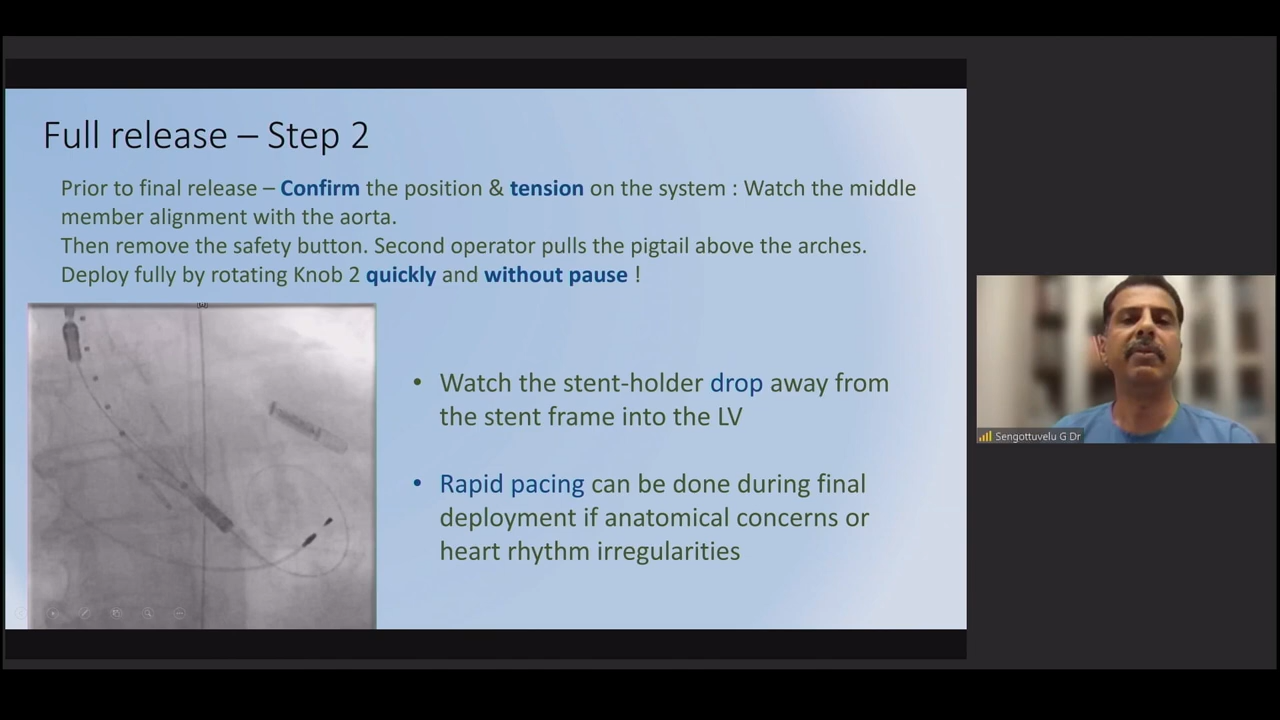 Full release – Step 2
Prior to final release – Confirm the position & tension on the system : Watch the middle
member alignment with the aorta.
Then remove the safety button. Second operator pulls the pigtail above the arches.
Deploy fully by rotating Knob 2 quickly and without pause !
• Watch the stent-holder drop away from
the stent frame into the LV
• Rapid pacing can be done during final
deployment if anatomical concerns or
heart rhythm irregularities
Sengottuvelu G Dr